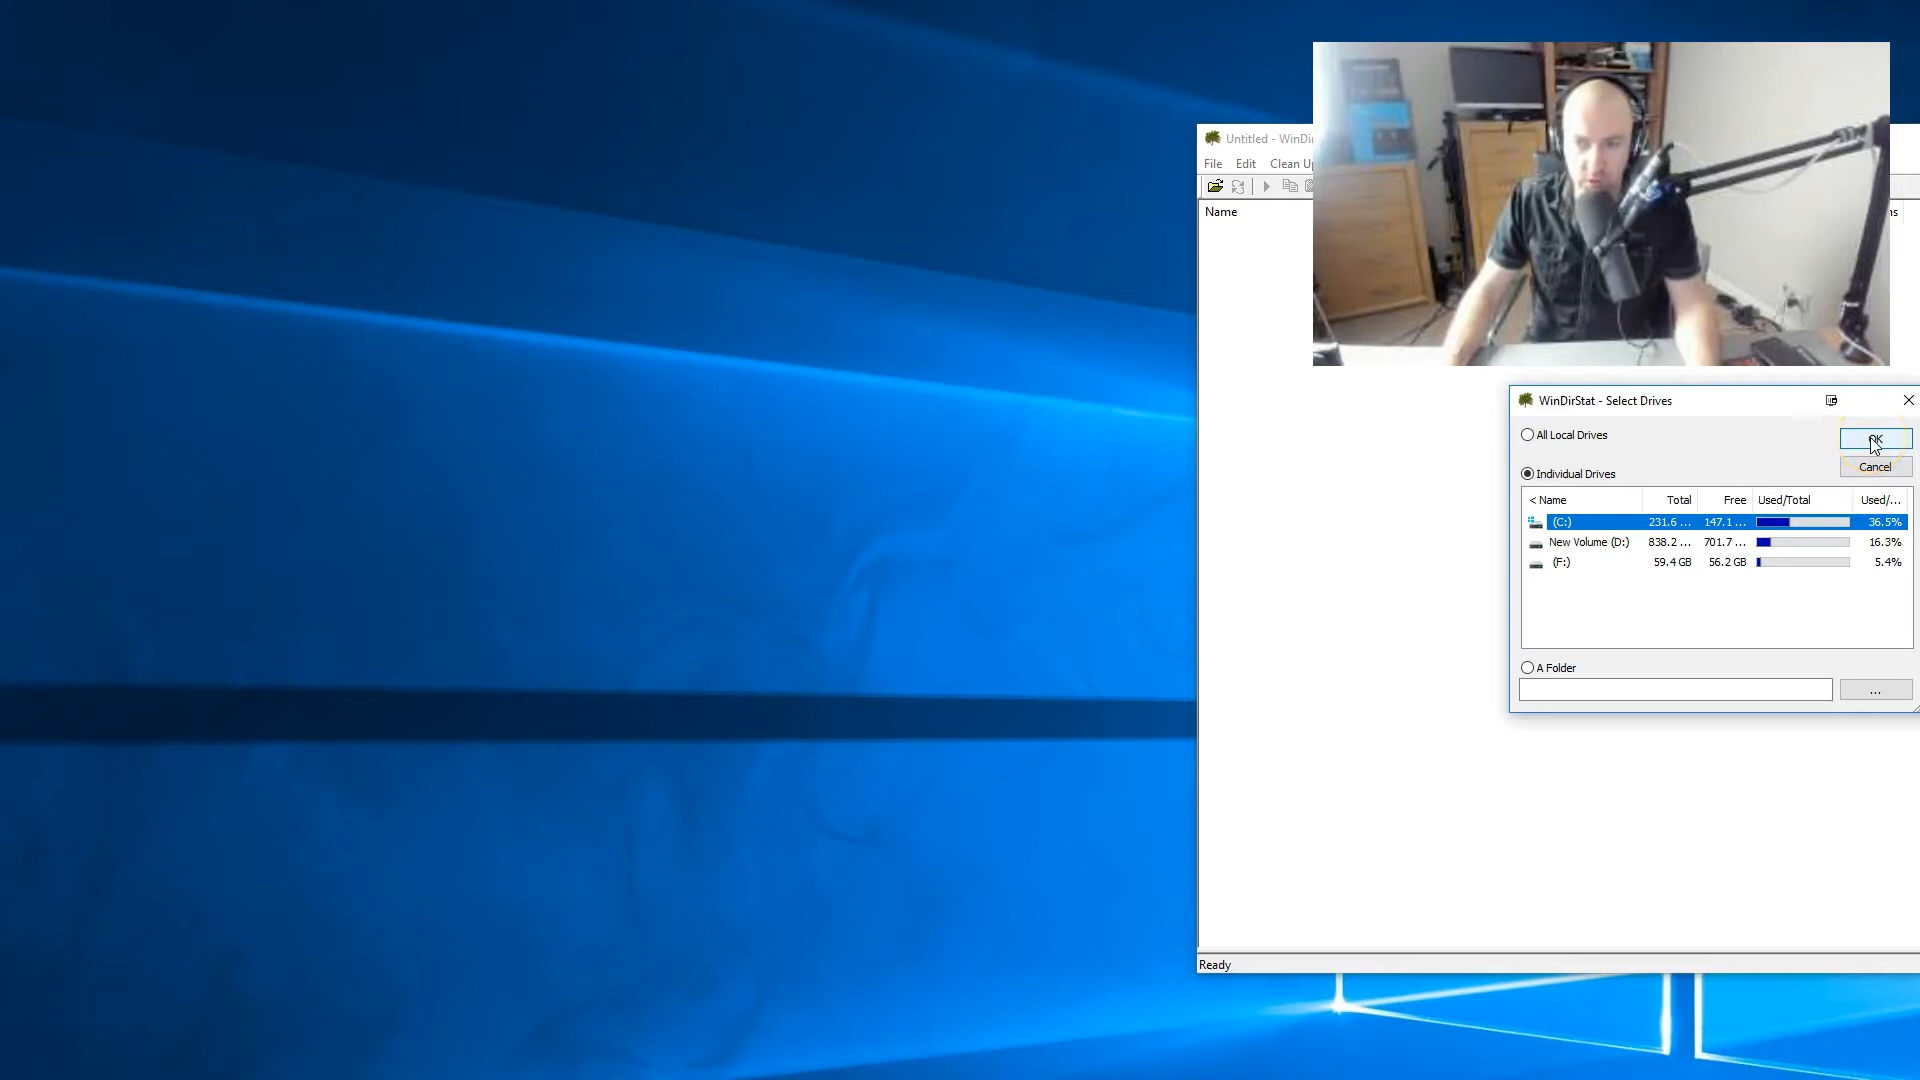 Untitled - WinDi
File Edit Clean U
Name
ns
WinDirStat - Select Drives
All Local Drives
OK
Individual Drives
Cancel
< Name Total Free Used/Total Used/...
(C:) 231.6 ... 147.1 ... 36.5%
New Volume (D:) 838.2 ... 701.7 ... 16.3%
(F:) 59.4 GB 56.2 GB 5.4%
A Folder
...
Ready